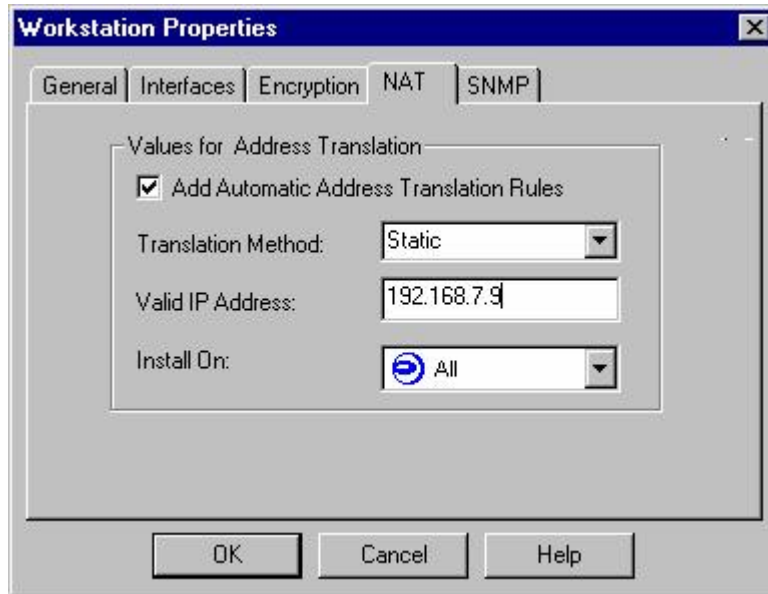 Workstation Properties
General Interfaces Encryption NAT SNMP
Values for Address Translation
Add Automatic Address Translation Rules
Translation Method: Static
Valid IP Address: 192.168.7.9
Install On: All
OK Cancel Help